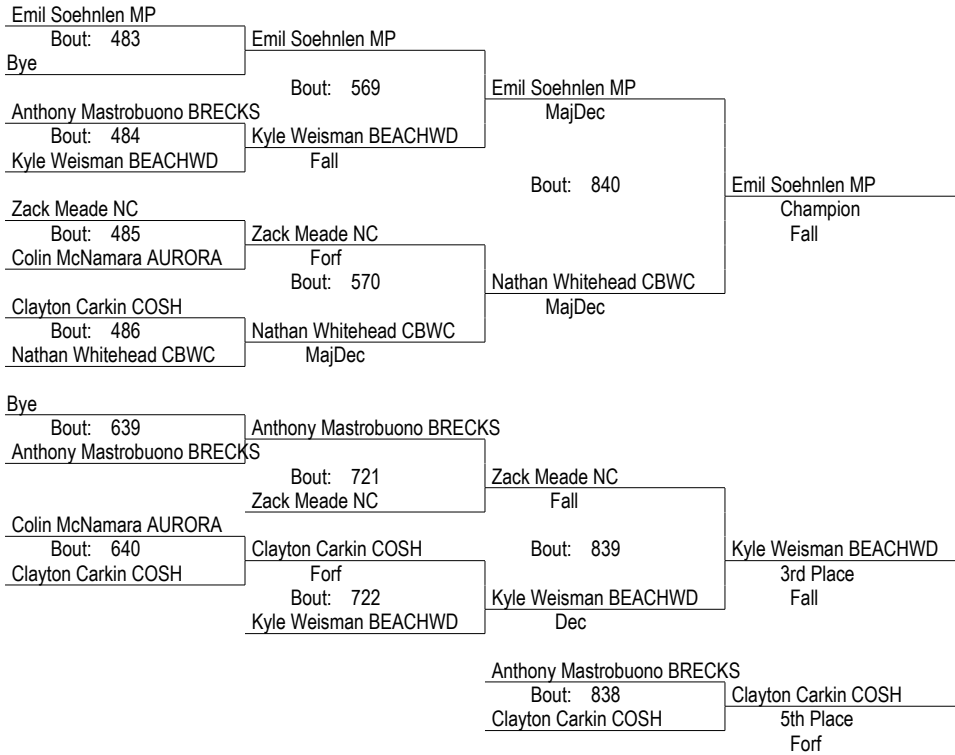 Emil Soehnlen MP
Bout: 483
Bye
Emil Soehnlen MP
Bout: 569
Anthony Mastrobuono BRECKS
Bout: 484
Kyle Weisman BEACHWD
Kyle Weisman BEACHWD
Fall
Emil Soehnlen MP
MajDec
Bout: 840
Zack Meade NC
Bout: 485
Colin McNamara AURORA
Zack Meade NC
Forf
Bout: 570
Clayton Carkin COSH
Bout: 486
Nathan Whitehead CBWC
Nathan Whitehead CBWC
MajDec
Nathan Whitehead CBWC
MajDec
Emil Soehnlen MP
Champion
Fall
Bye
Bout: 639
Anthony Mastrobuono BRECKS
Anthony Mastrobuono BRECKS
Bout: 721
Zack Meade NC
Zack Meade NC
Fall
Colin McNamara AURORA
Bout: 640
Clayton Carkin COSH
Clayton Carkin COSH
Forf
Bout: 722
Kyle Weisman BEACHWD
Bout: 839
Kyle Weisman BEACHWD
Dec
Kyle Weisman BEACHWD
3rd Place
Fall
Anthony Mastrobuono BRECKS
Bout: 838
Clayton Carkin COSH
Clayton Carkin COSH
5th Place
Forf